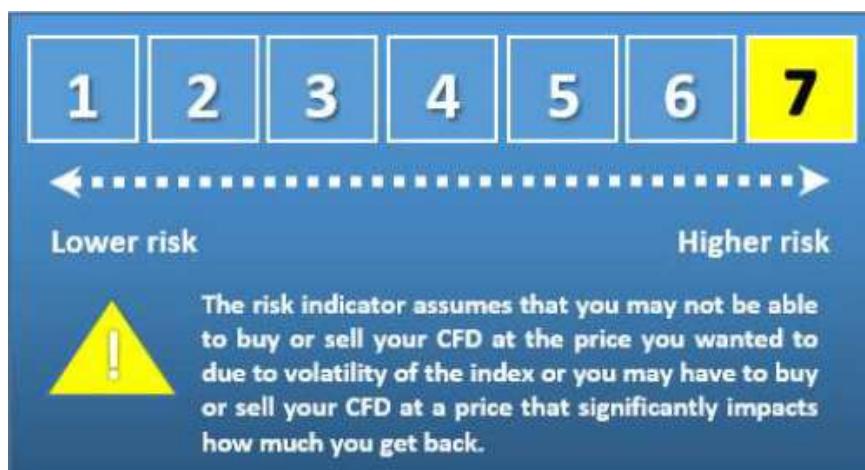 1 2 3 4 5 6 7
Lower risk Higher risk
!
The risk indicator assumes that you may not be able
to buy or sell your CFD at the price you wanted to
due to volatility of the index or you may have to buy
or sell your CFD at a price that significantly impacts
how much you get back.